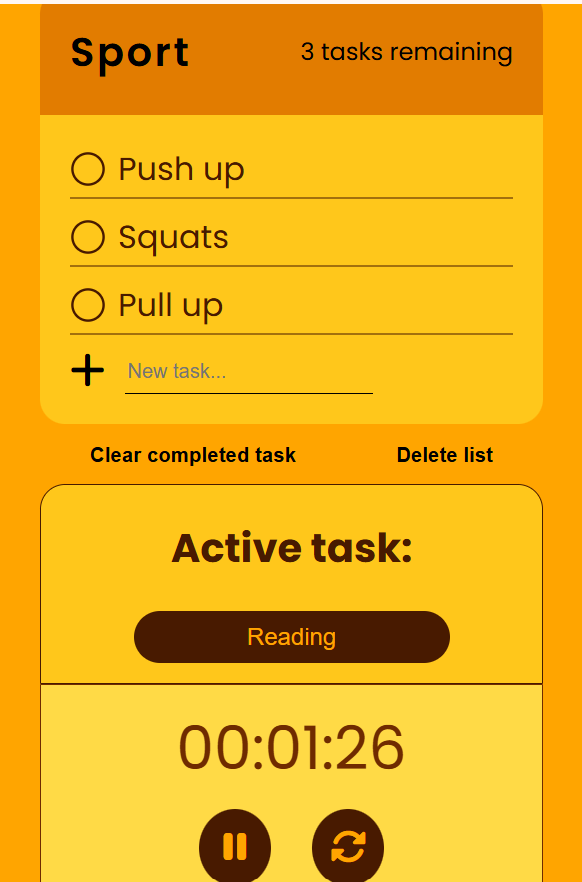 Sport
3 tasks remaining
Push up
Squats
Pull up
New task...
Clear completed task
Delete list
Active task:
Reading
00:01:26